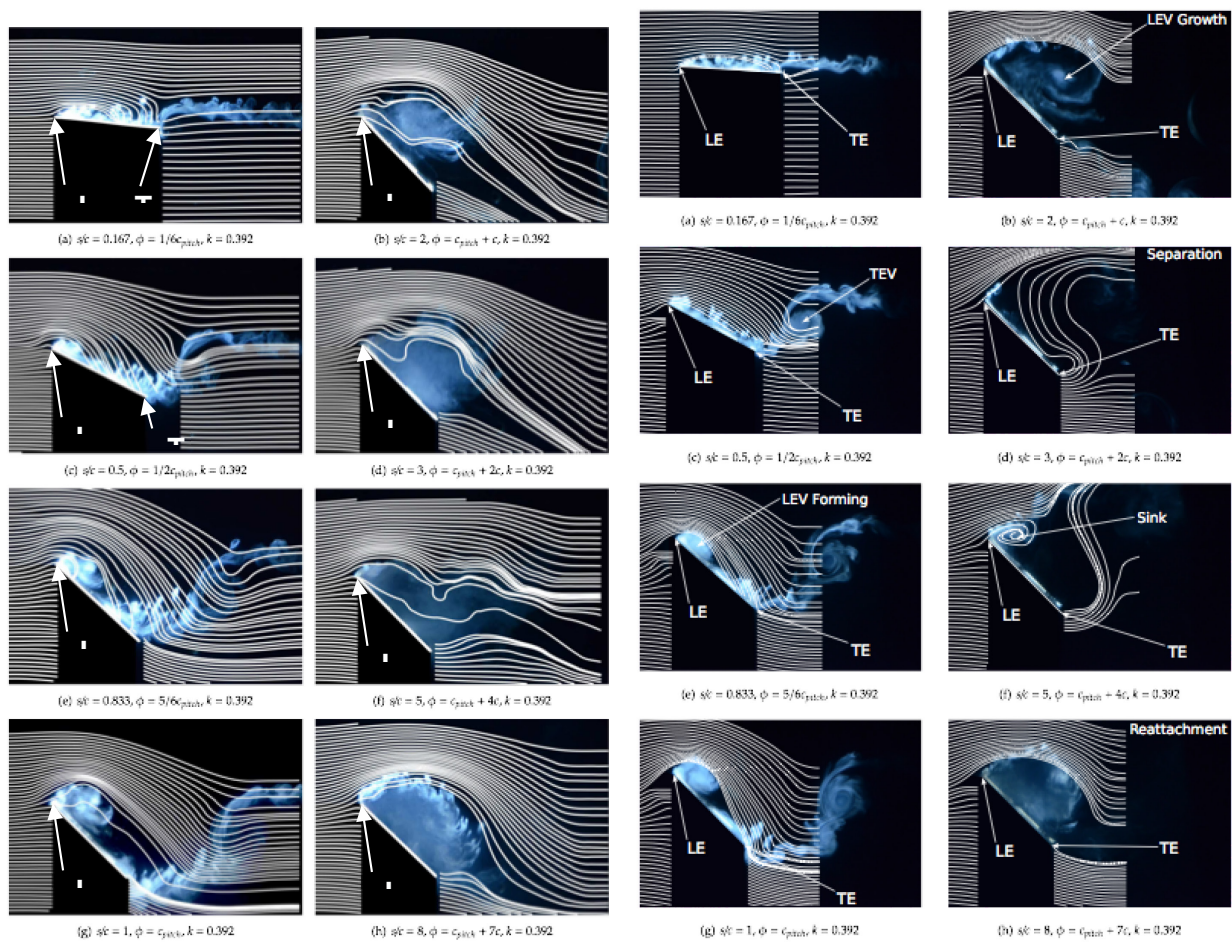 (a) s/c = 0.167, ϕ = 1/6c_pitch, k = 0.392
(b) s/c = 2, ϕ = c_pitch + c, k = 0.392
(c) s/c = 0.5, ϕ = 1/2c_pitch, k = 0.392
(d) s/c = 3, ϕ = c_pitch + 2c, k = 0.392
(e) s/c = 0.833, ϕ = 5/6c_pitch, k = 0.392
(f) s/c = 5, ϕ = c_pitch + 4c, k = 0.392
(g) s/c = 1, ϕ = c_pitch, k = 0.392
(h) s/c = 8, ϕ = c_pitch + 7c, k = 0.392
LE
TE
(a) s/c = 0.167, ϕ = 1/6c_pitch, k = 0.392
LEV Growth
LE
TE
(b) s/c = 2, ϕ = c_pitch + c, k = 0.392
TEV
LE
TE
(c) s/c = 0.5, ϕ = 1/2c_pitch, k = 0.392
Separation
LE
TE
(d) s/c = 3, ϕ = c_pitch + 2c, k = 0.392
LEV Forming
LE
TE
(e) s/c = 0.833, ϕ = 5/6c_pitch, k = 0.392
Sink
LE
TE
(f) s/c = 5, ϕ = c_pitch + 4c, k = 0.392
LE
TE
(g) s/c = 1, ϕ = c_pitch, k = 0.392
Reattachment
LE
TE
(h) s/c = 8, ϕ = c_pitch + 7c, k = 0.392